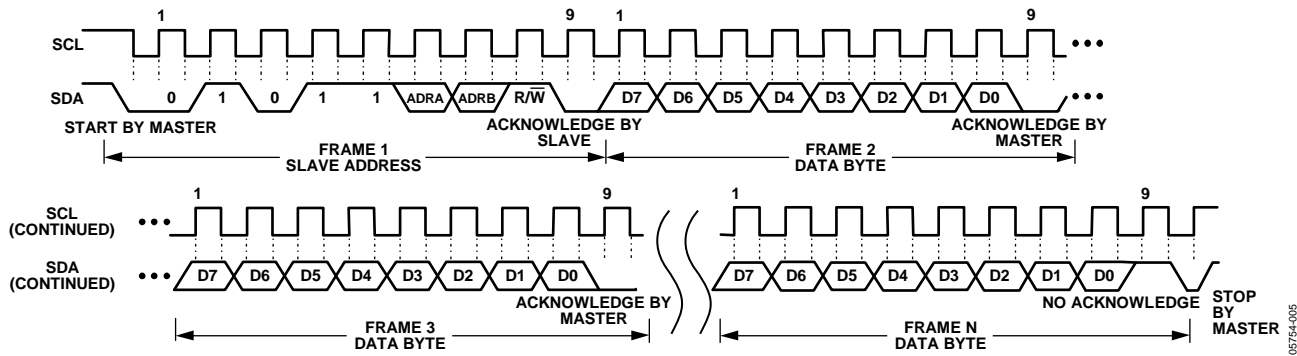 1 9 1 9
SCL
SDA 0 1 0 1 1 ADRA ADRB R/W̅ D7 D6 D5 D4 D3 D2 D1 D0
START BY MASTER
ACKNOWLEDGE BY
SLAVE
ACKNOWLEDGE BY
MASTER
FRAME 1
SLAVE ADDRESS
FRAME 2
DATA BYTE
1 9 1 9
SCL
(CONTINUED)
SDA
(CONTINUED)
D7 D6 D5 D4 D3 D2 D1 D0 D7 D6 D5 D4 D3 D2 D1 D0
ACKNOWLEDGE BY
MASTER
NO ACKNOWLEDGE
STOP
BY
MASTER
FRAME 3
DATA BYTE
FRAME N
DATA BYTE
05754-005